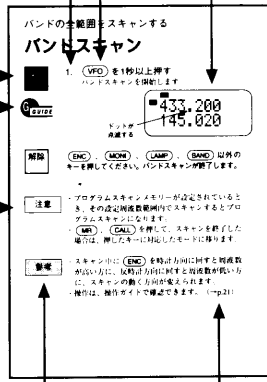 バンドの全範囲をスキャンする
バンドスキャン
1. VFO を1秒以上押す
バンドスキャンを開始します
433.200
145.020
ドットが
点滅する
G GUIDE
解除
ENC 、 MONI 、 LAMP 、 BAND 以外の
キーを押してください。バンドスキャンが終了します。
注意
・プログラムスキャンメモリーが設定されていると
き、その設定周波数範囲内でスキャンするとプロ
グラムスキャンになります。
・ MR 、 CALL を押して、スキャンを終了した
場合は、押したキーに対応したモードに移ります。
参考
・スキャン中に ENC を時計方向に回すと周波数
が高い方に、反時計方向に回すと周波数が低い方
に、スキャンの動く方向が変えられます。
・操作は、操作ガイドで確認できます。(→p.21)